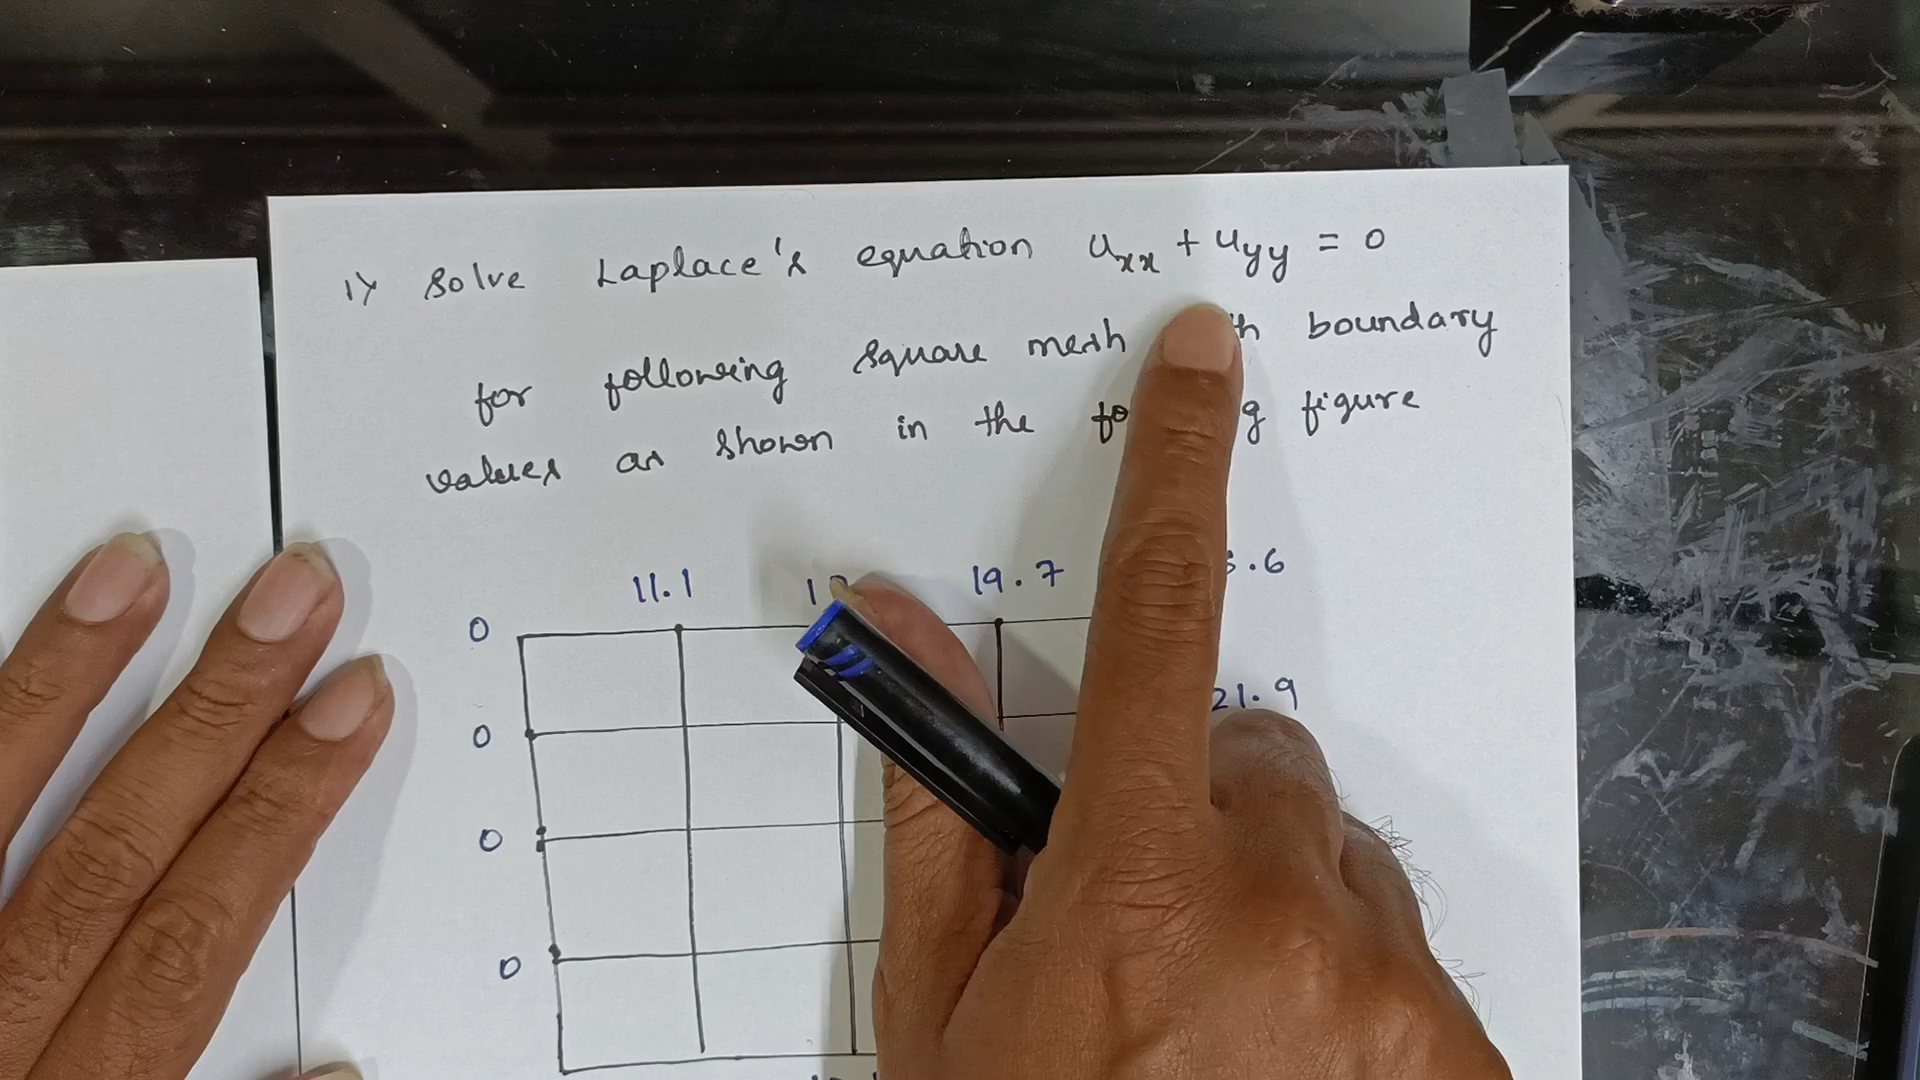 1) Solve Laplace's equation uxx + uyy = 0
for following square mesh boundary
values as shown in the figure
11.1 19.7
0
21.9
0
0
0